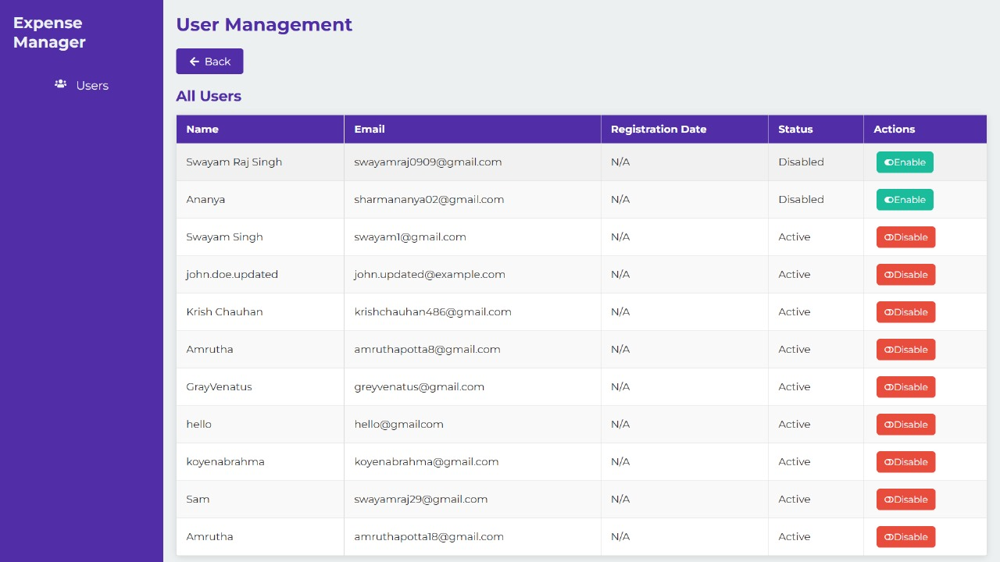 Expense
Manager
Users
User Management
Back
All Users
Name Email Registration Date Status Actions
Swayam Raj Singh swayamraj0909@gmail.com N/A Disabled Enable
Ananya sharmananya02@gmail.com N/A Disabled Enable
Swayam Singh swayam1@gmail.com N/A Active Disable
john.doe.updated john.updated@example.com N/A Active Disable
Krish Chauhan krishchauhan486@gmail.com N/A Active Disable
Amrutha amruthapotta8@gmail.com N/A Active Disable
GrayVenatus greyvenatus@gmail.com N/A Active Disable
hello hello@gmailcom N/A Active Disable
koyenabrahma koyenabrahma@gmail.com N/A Active Disable
Sam swayamraj29@gmail.com N/A Active Disable
Amrutha amruthapotta18@gmail.com N/A Active Disable